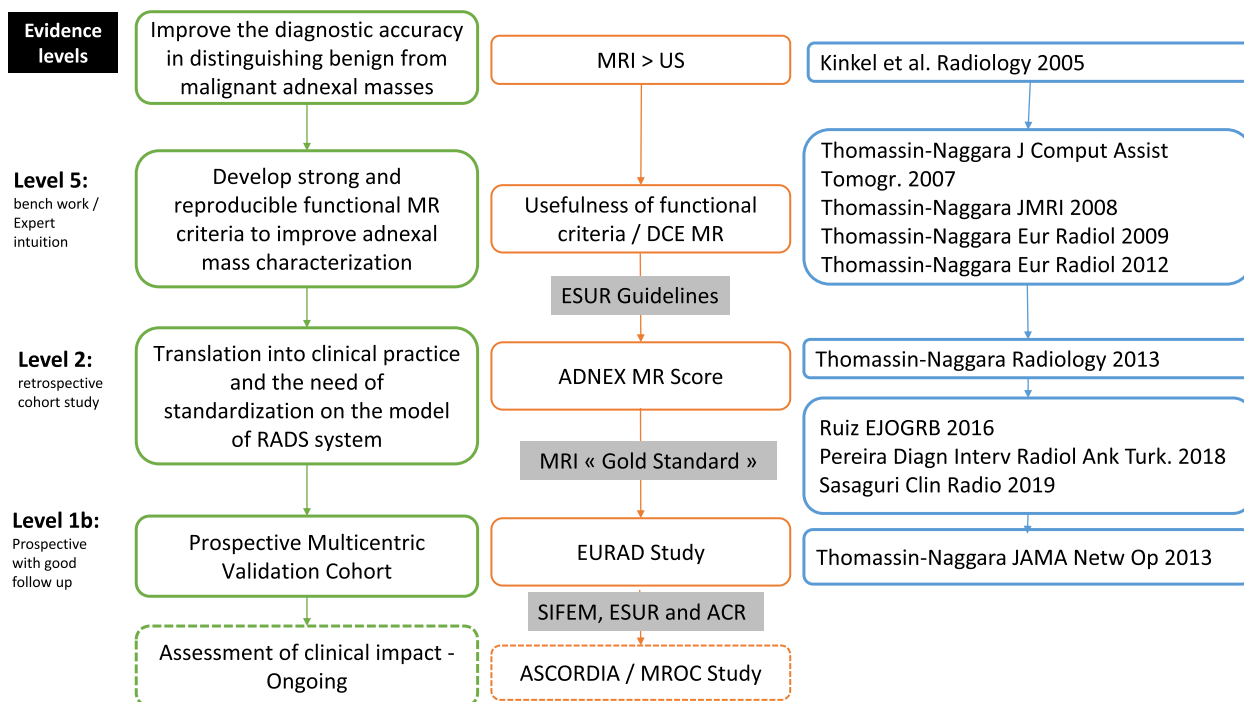 Evidence
levels
Improve the diagnostic accuracy
in distinguishing benign from
malignant adnexal masses
MRI > US
Kinkel et al. Radiology 2005
Level 5:
bench work /
Expert
intuition
Develop strong and
reproducible functional MR
criteria to improve adnexal
mass characterization
Usefulness of functional
criteria / DCE MR
Thomassin-Naggara J Comput Assist
Tomogr. 2007
Thomassin-Naggara JMRI 2008
Thomassin-Naggara Eur Radiol 2009
Thomassin-Naggara Eur Radiol 2012
ESUR Guidelines
Level 2:
retrospective
cohort study
Translation into clinical practice
and the need of
standardization on the model
of RADS system
ADNEX MR Score
Thomassin-Naggara Radiology 2013
MRI « Gold Standard »
Ruiz EJOGRB 2016
Pereira Diagn Interv Radiol Ank Turk. 2018
Sasaguri Clin Radio 2019
Level 1b:
Prospective
with good
follow up
Prospective Multicentric
Validation Cohort
EURAD Study
Thomassin-Naggara JAMA Netw Op 2013
SIFEM, ESUR and ACR
Assessment of clinical impact -
Ongoing
ASCORDIA / MROC Study